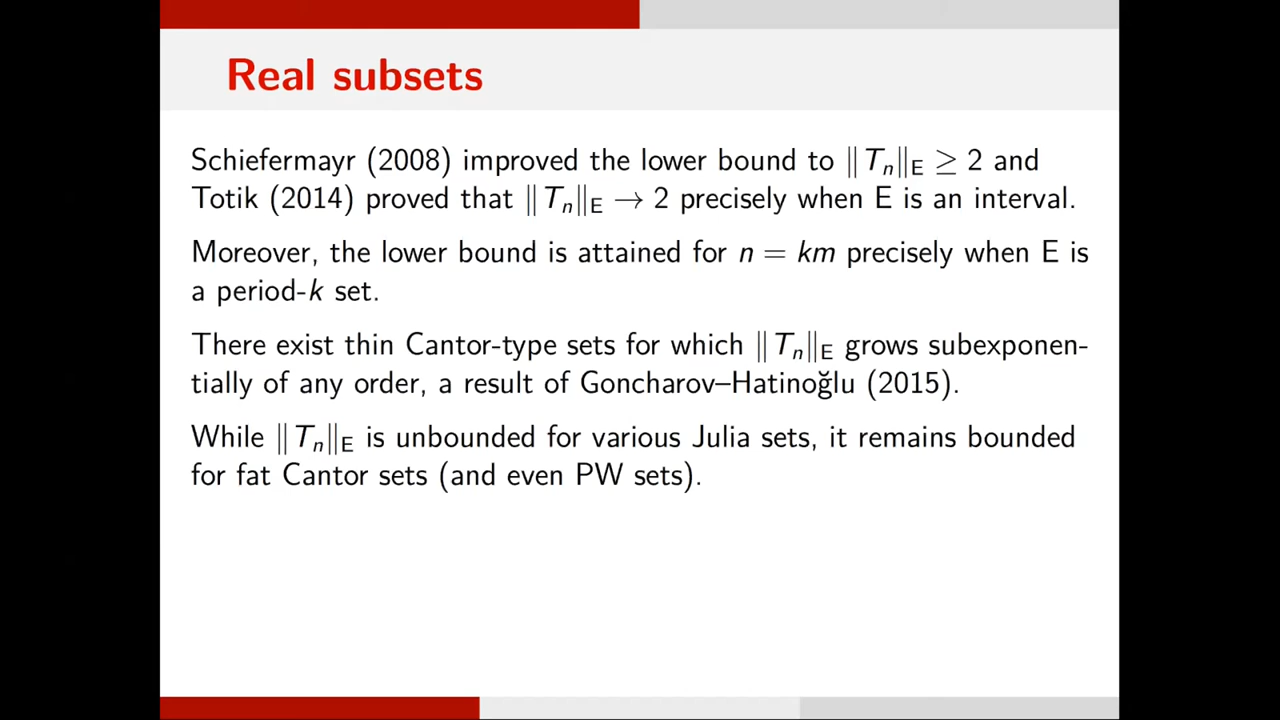 Real subsets
Schiefermayr (2008) improved the lower bound to ‖Tₙ‖E ≥ 2 and
Totik (2014) proved that ‖Tₙ‖E → 2 precisely when E is an interval.
Moreover, the lower bound is attained for n = km precisely when E is
a period-k set.
There exist thin Cantor-type sets for which ‖Tₙ‖E grows subexponen-
tially of any order, a result of Goncharov–Hatinoğlu (2015).
While ‖Tₙ‖E is unbounded for various Julia sets, it remains bounded
for fat Cantor sets (and even PW sets).